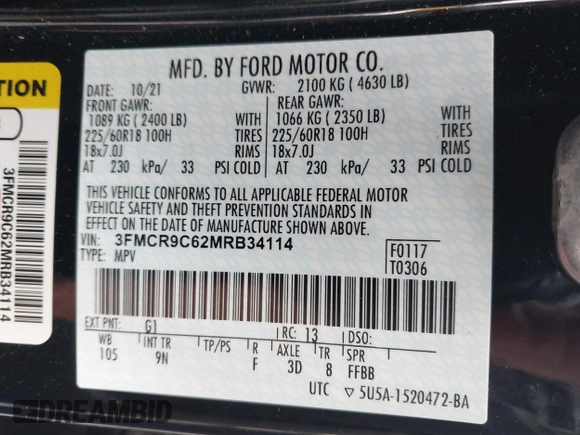 TION
3FMCR9C62MRB34114
MFD. BY FORD MOTOR CO.
DATE: 10/21 GVWR: 2100 KG ( 4630 LB)
FRONT GAWR: REAR GAWR:
1089 KG ( 2400 LB) WITH 1066 KG ( 2350 LB) WITH
225/60R18 100H TIRES 225/60R18 100H TIRES
18x7.0J RIMS 18x7.0J RIMS
AT 230 kPa/ 33 PSI COLD AT 230 kPa/ 33 PSI COLD
THIS VEHICLE CONFORMS TO ALL APPLICABLE FEDERAL MOTOR
VEHICLE SAFETY AND THEFT PREVENTION STANDARDS IN
EFFECT ON THE DATE OF MANUFACTURE SHOWN ABOVE.
VIN: 3FMCR9C62MRB34114
TYPE: MPV
F0117
T0306
EXT PNT: G1 RC: 13 DSO:
WB INT TR TP/PS R AXLE TR SPR
105 9N F 3D 8 FFBB
UTC ▽ 5U5A-1520472-BA
DREAMBID